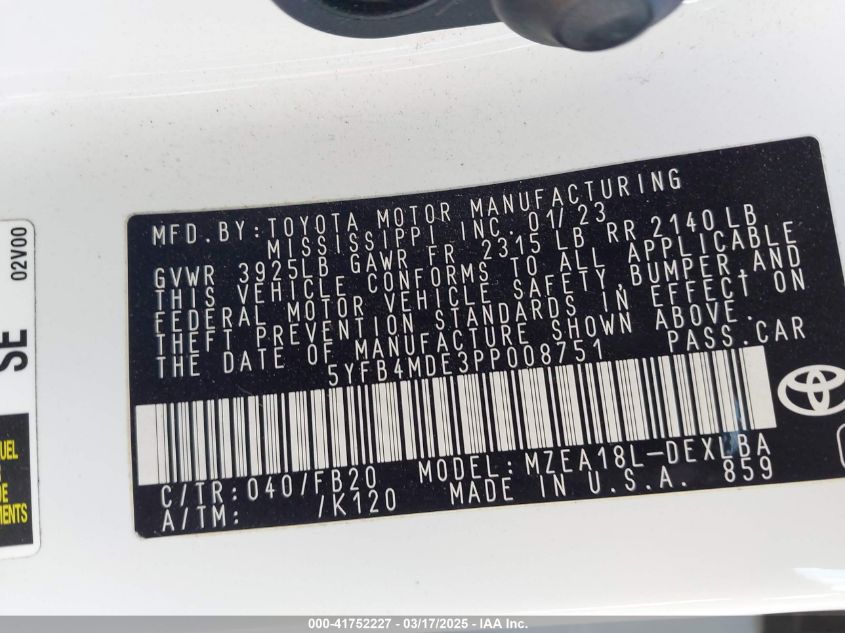 MFD. BY: TOYOTA MOTOR MANUFACTURING
MISSISSIPPI INC. 01/23
GVWR 3925LB GAWR FR 2315 LB RR 2140 LB
THIS VEHICLE CONFORMS TO ALL APPLICABLE
FEDERAL MOTOR VEHICLE SAFETY, BUMPER AND
THEFT PREVENTION STANDARDS IN EFFECT ON
THE DATE OF MANUFACTURE SHOWN ABOVE.
5YFB4MDE3PP008751 PASS. CAR
C/TR: 040/FB20 MODEL: MZEA18L-DEXLBA
A/TM: /K120 MADE IN U.S.A. 859
02V00
SE
UEL
MENTS
000-41752227 - 03/17/2025 - IAA Inc.